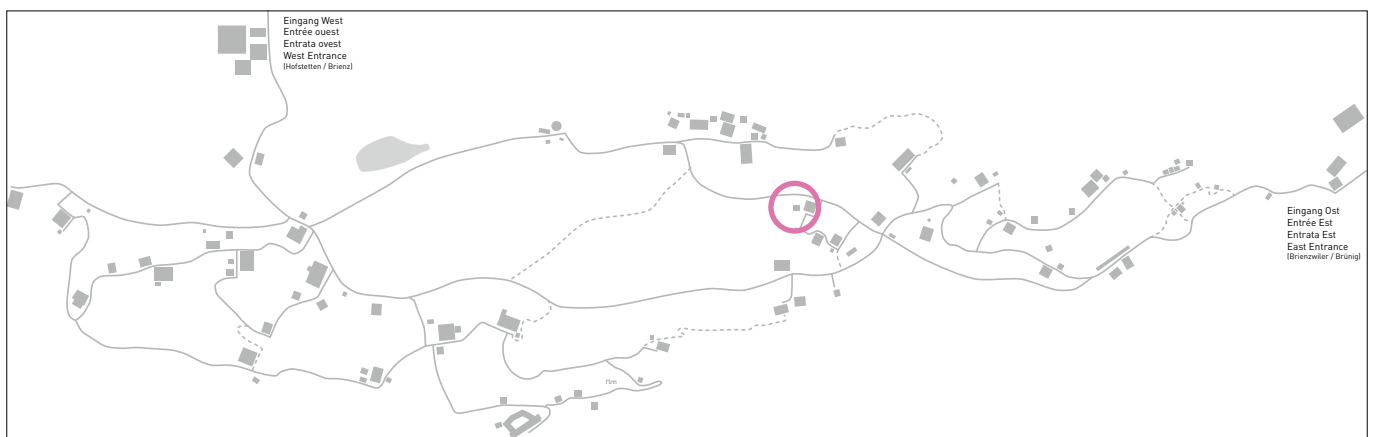 Eingang West
Entrée ouest
Entrata ovest
West Entrance
(Hofstetten / Brienz)
Eingang Ost
Entrée Est
Entrata Est
East Entrance
(Brienzwiler / Brünig)